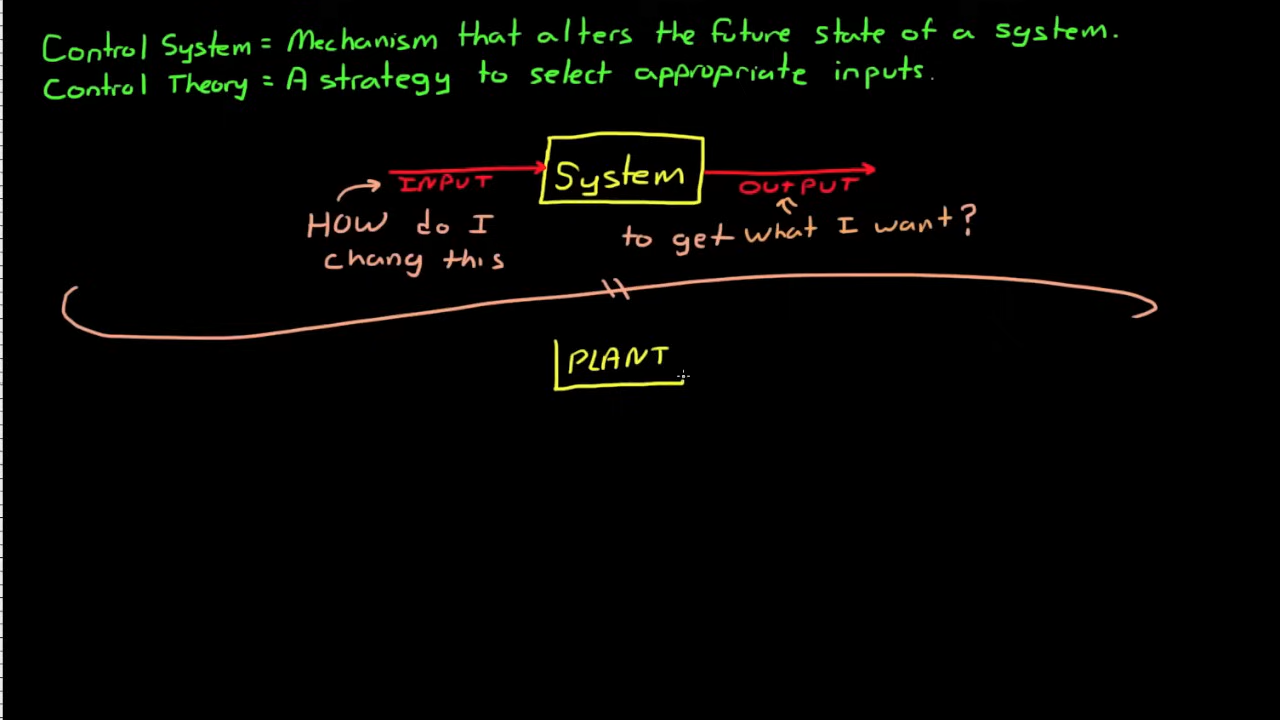 Control System = Mechanism that alters the future state of a system.
Control Theory = A strategy to select appropriate inputs.
System
INPUT
OUTPUT
HOW do I
chang this
to get what I want?
PLANT